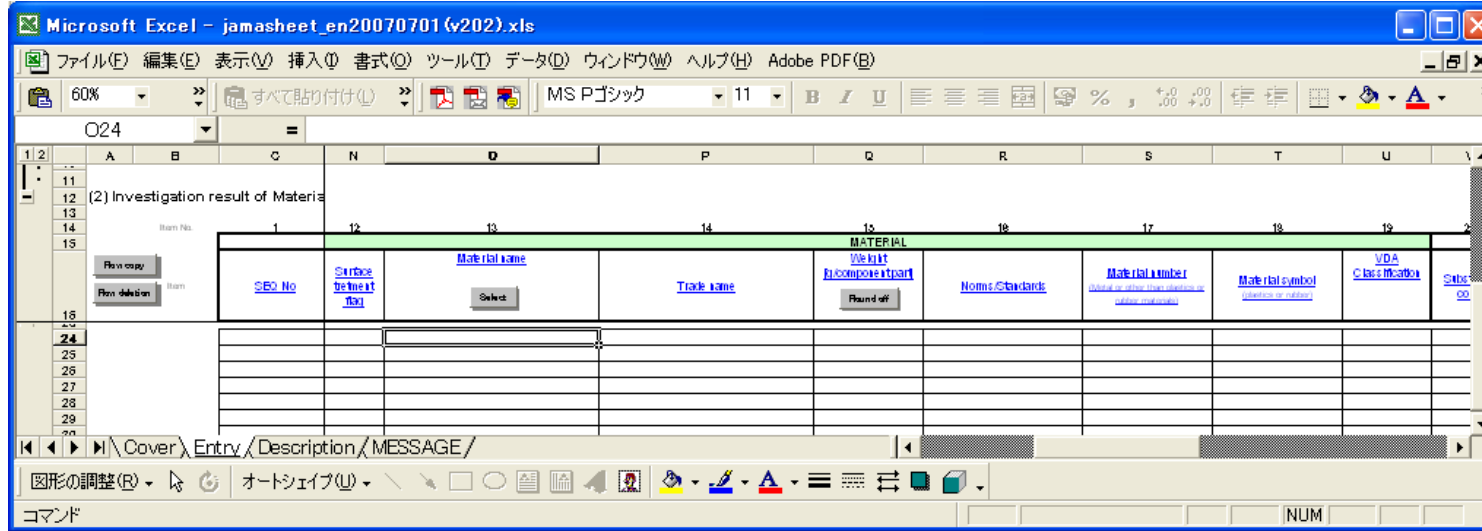 Microsoft Excel - jamasheet_en20070701(v202).xls
ファイル(F) 編集(E) 表示(V) 挿入(I) 書式(O) ツール(T) データ(D) ウィンドウ(W) ヘルプ(H) Adobe PDF(B)
60% すべて貼り付け(L) MS Pゴシック 11 B I U
O24 =
1 2 A B C N O P Q R S T U
11
12 (2) Investigation result of Materia
13
14 Item No. 1 12 13 14 15 16 17 18 19
15 MATERIAL
Row copy
Row deletion
Item
SEQ No
Surface
tretment
flag
Material name
Select
Trade name
Weight
Round off
Norms/Standards
Material number
(Metal or other than plastics or
rubber materials)
Material symbol
(plastics or rubber)
VDA
Classification
Subs
co
16
24
25
26
27
28
29
Cover Entry Description MESSAGE
図形の調整(R) オートシェイプ(U)
コマンド NUM